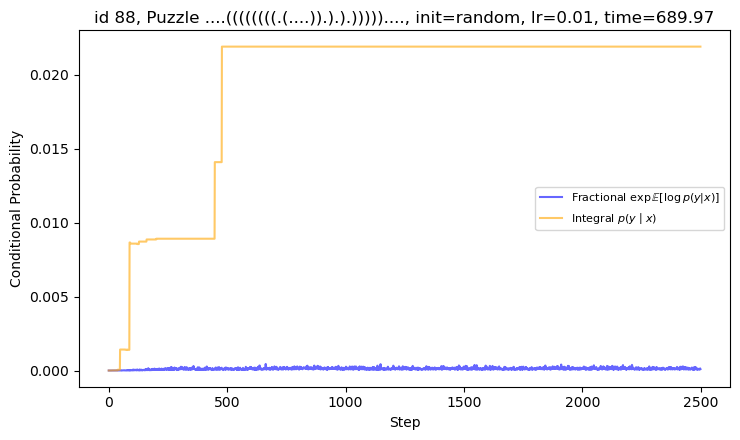 id 88, Puzzle ....((((((((.(....)).).).)))))...., init=random, lr=0.01, time=689.97
Conditional Probability
0.020
0.015
0.010
0.005
0.000
Fractional exp𝔼[log p(y|x)]
Integral p(y | x)
0
500
1000
1500
2000
2500
Step